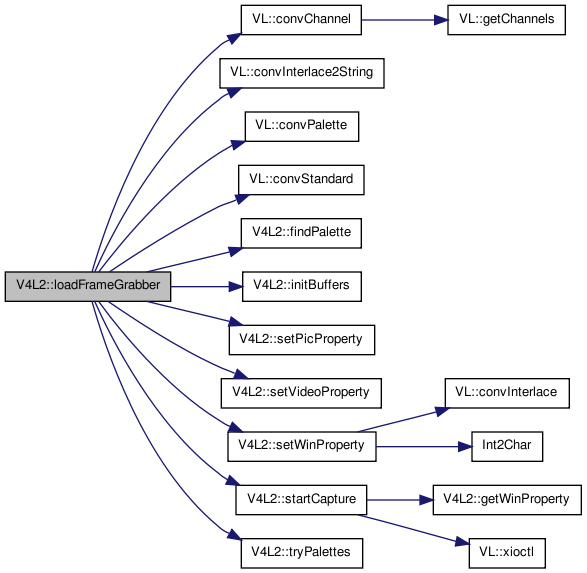 VL::convChannel
VL::getChannels
VL::convInterlace2String
VL::convPalette
VL::convStandard
V4L2::findPalette
V4L2::loadFrameGrabber
V4L2::initBuffers
V4L2::setPicProperty
V4L2::setVideoProperty
VL::convInterlace
V4L2::setWinProperty
Int2Char
V4L2::startCapture
V4L2::getWinProperty
V4L2::tryPalettes
VL::xioctl